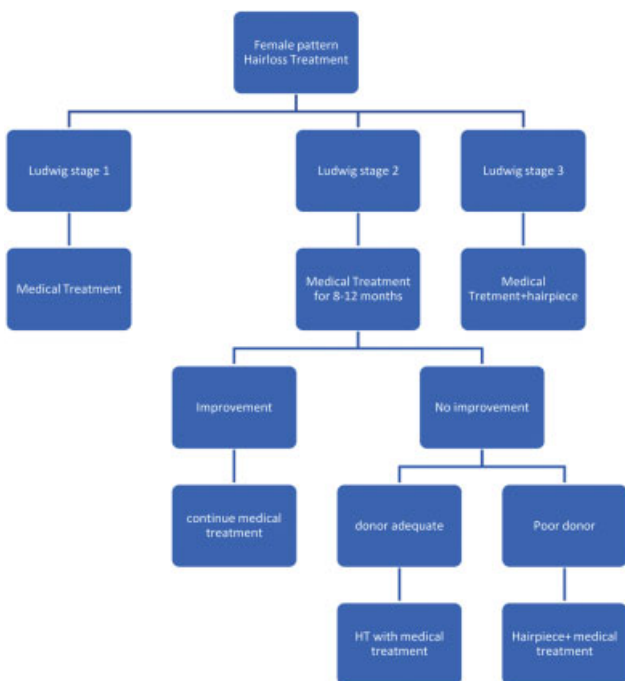 Female pattern
Hairloss Treatment
Ludwig stage 1
Ludwig stage 2
Ludwig stage 3
Medical Treatment
Medical Treatment
for 8-12 months
Medical
Tretment+hairpiece
Improvement
No improvement
continue medical
treatment
donor adequate
Poor donor
HT with medical
treatment
Hairpiece+ medical
treatment